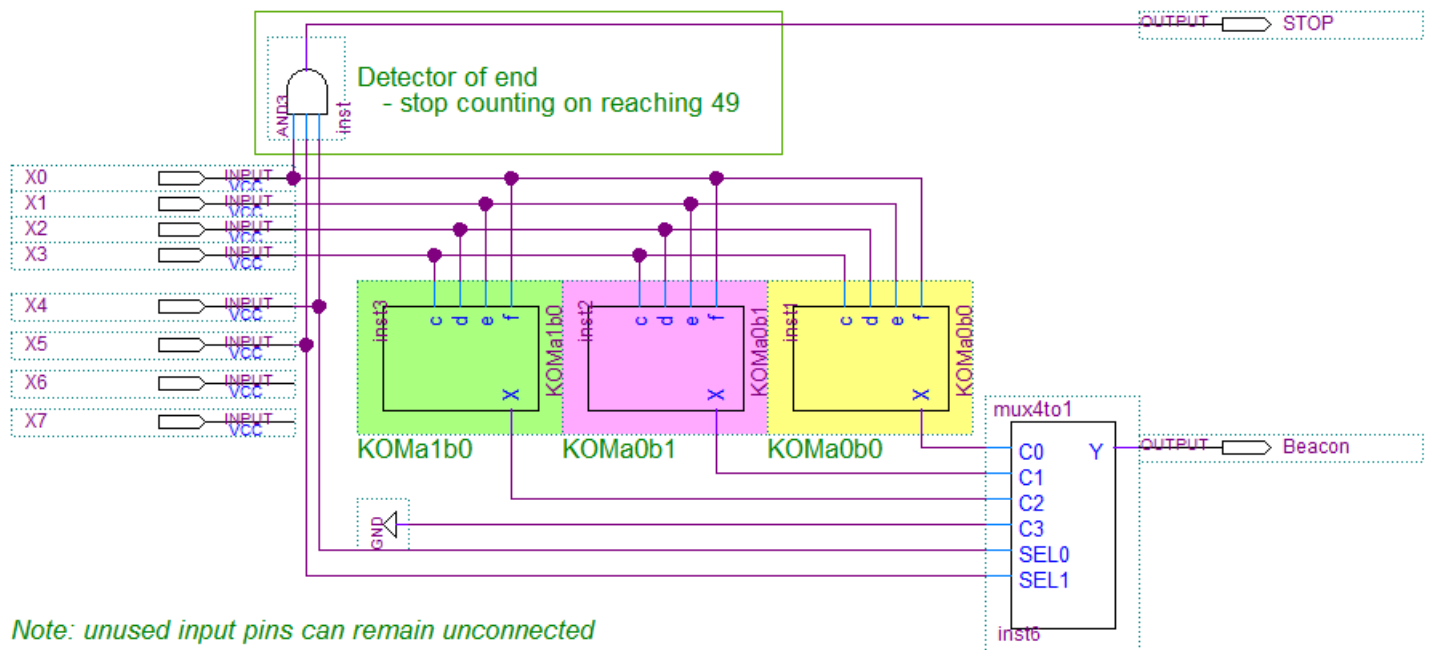 OUTPUT STOP
Detector of end
- stop counting on reaching 49
AND3
inst
X0 INPUT VCC
X1 INPUT VCC
X2 INPUT VCC
X3 INPUT VCC
X4 INPUT VCC
X5 INPUT VCC
X6 INPUT VCC
X7 INPUT VCC
inst3
c d e f
X
KOMa1b0
inst2
c d e f
X
KOMa0b1
inst1
c d e f
X
KOMa0b0
KOMa1b0
KOMa0b1
KOMa0b0
GND
mux4to1
C0 Y
C1
C2
C3
SEL0
SEL1
inst6
OUTPUT Beacon
Note: unused input pins can remain unconnected